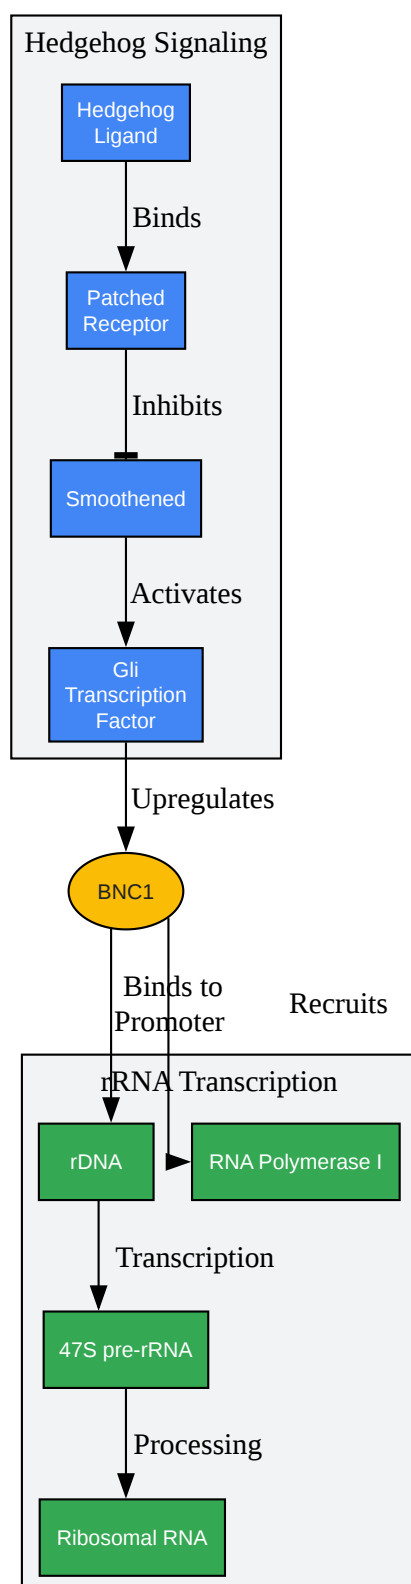 Hedgehog Signaling
Hedgehog
Ligand
Binds
Patched
Receptor
Inhibits
Smoothened
Activates
Gli
Transcription
Factor
Upregulates
BNC1
Binds to
Promoter
Recruits
rRNA Transcription
rDNA
RNA Polymerase I
Transcription
47S pre-rRNA
Processing
Ribosomal RNA